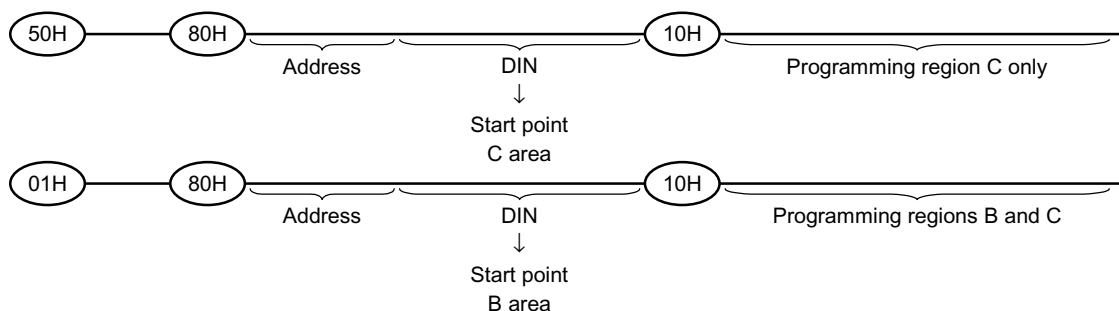 50H 80H 10H
Address DIN Programming region C only
↓
Start point
C area
01H 80H 10H
Address DIN Programming regions B and C
↓
Start point
B area